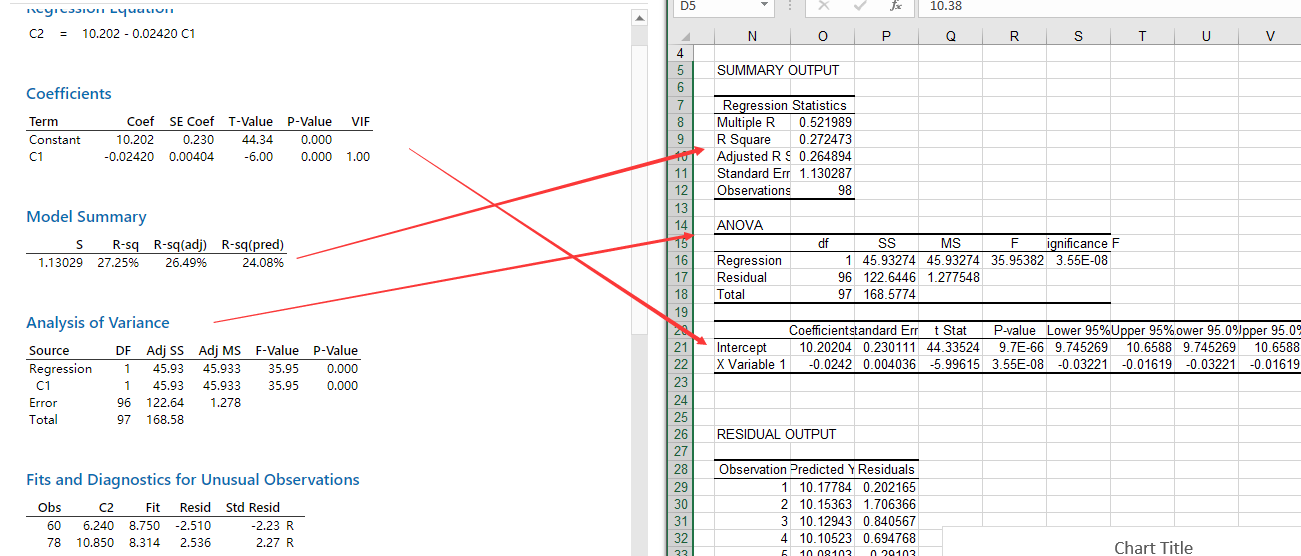 Regression Equation
C2 = 10.202 - 0.02420 C1
Coefficients
Term Coef SE Coef T-Value P-Value VIF
Constant 10.202 0.230 44.34 0.000
C1 -0.02420 0.00404 -6.00 0.000 1.00
Model Summary
S R-sq R-sq(adj) R-sq(pred)
1.13029 27.25% 26.49% 24.08%
Analysis of Variance
Source DF Adj SS Adj MS F-Value P-Value
Regression 1 45.93 45.933 35.95 0.000
C1 1 45.93 45.933 35.95 0.000
Error 96 122.64 1.278
Total 97 168.58
Fits and Diagnostics for Unusual Observations
Obs C2 Fit Resid Std Resid
60 6.240 8.750 -2.510 -2.23 R
78 10.850 8.314 2.536 2.27 R
D5 fx 10.38
N O P Q R S T U V
4
5 SUMMARY OUTPUT
6
7 Regression Statistics
8 Multiple R 0.521989
9 R Square 0.272473
10 Adjusted R S 0.264894
11 Standard Err 1.130287
12 Observations 98
13
14 ANOVA
15 df SS MS F ignificance F
16 Regression 1 45.93274 45.93274 35.95382 3.55E-08
17 Residual 96 122.6446 1.277548
18 Total 97 168.5774
19
20 Coefficients tandard Err t Stat P-value Lower 95% Upper 95% ower 95.0% Upper 95.0%
21 Intercept 10.20204 0.230111 44.33524 9.7E-66 9.745269 10.6588 9.745269 10.6588
22 X Variable 1 -0.0242 0.004036 -5.99615 3.55E-08 -0.03221 -0.01619 -0.03221 -0.01619
23
24
25
26 RESIDUAL OUTPUT
27
28 Observation Predicted Y Residuals
29 1 10.17784 0.202165
30 2 10.15363 1.706366
31 3 10.12943 0.840567
32 4 10.10523 0.694768
33 5 10.08103 0.29103
Chart Title